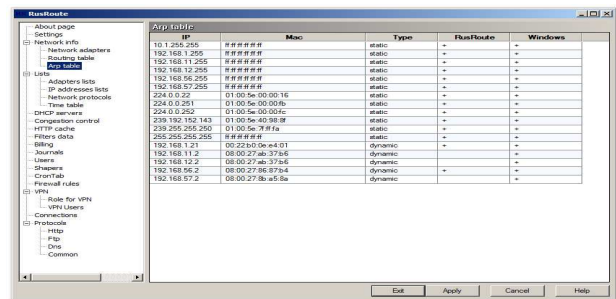 RusRoute
About page
Settings
Network info
Network adapters
Routing table
Arp table
Lists
Adapters lists
IP addresses lists
Network protocols
Time table
DHCP servers
Congestion control
HTTP cache
Filters data
Billing
Journals
Users
Shapers
CronTab
Firewall rules
VPN
Role for VPN
VPN Users
Connections
Protocols
Http
Ftp
Dns
Common
Arp table
IP Mac Type RusRoute Windows
10.1.255.255 ff:ff:ff:ff:ff:ff static + +
192.168.1.255 ff:ff:ff:ff:ff:ff static + +
192.168.11.255 ff:ff:ff:ff:ff:ff static + +
192.168.12.255 ff:ff:ff:ff:ff:ff static + +
192.168.56.255 ff:ff:ff:ff:ff:ff static + +
192.168.57.255 ff:ff:ff:ff:ff:ff static + +
224.0.0.22 01:00:5e:00:00:16 static + +
224.0.0.251 01:00:5e:00:00:fb static + +
224.0.0.252 01:00:5e:00:00:fc static + +
239.192.152.143 01:00:5e:40:98:8f static + +
239.255.255.250 01:00:5e:7f:ff:fa static + +
255.255.255.255 ff:ff:ff:ff:ff:ff static + +
192.168.1.21 00:22:b0:0e:e4:01 dynamic + +
192.168.11.2 08:00:27:ab:37:b6 dynamic +
192.168.12.2 08:00:27:ab:37:b6 dynamic +
192.168.56.2 08:00:27:86:87:b4 dynamic + +
192.168.57.2 08:00:27:8b:a5:8a dynamic +
Exit Apply Cancel Help